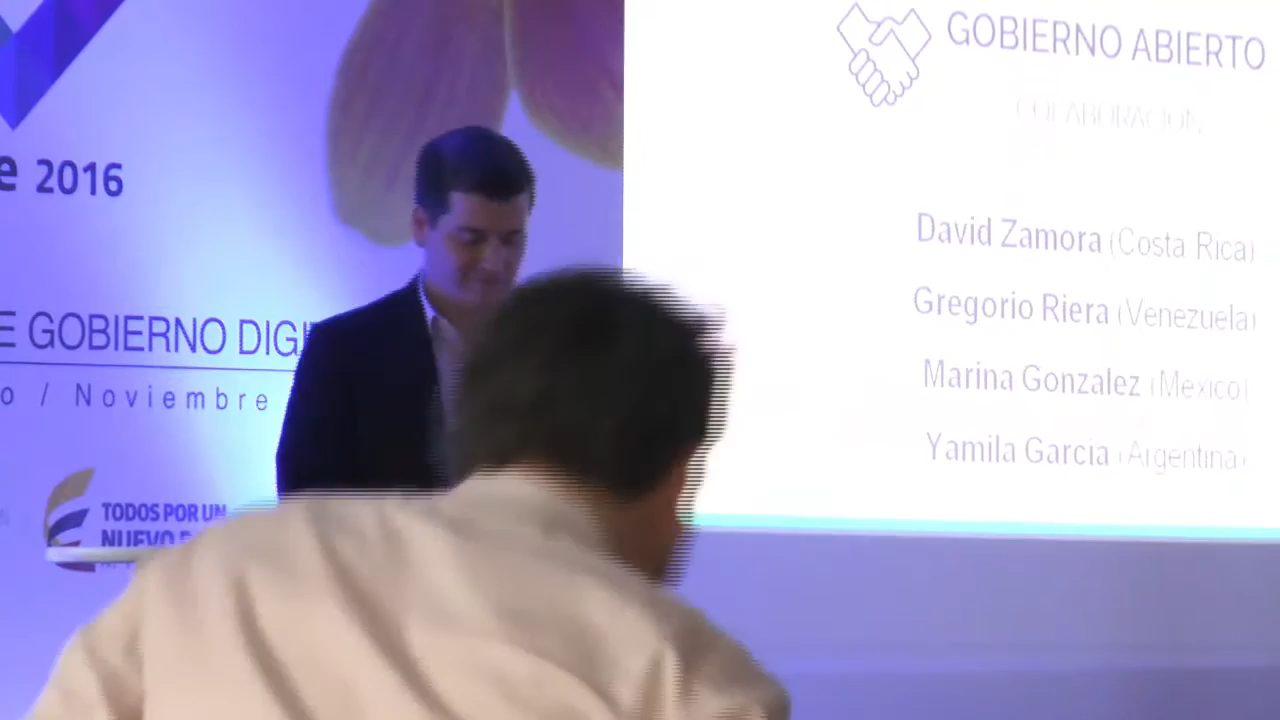 e 2016
E GOBIERNO DIGI
o / Noviembre
TODOS POR UN
NUEVO
GOBIERNO ABIERTO
COLABORACION
David Zamora (Costa Rica)
Gregorio Riera (Venezuela)
Marina Gonzalez (Mexico)
Yamila Garcia (Argentina)